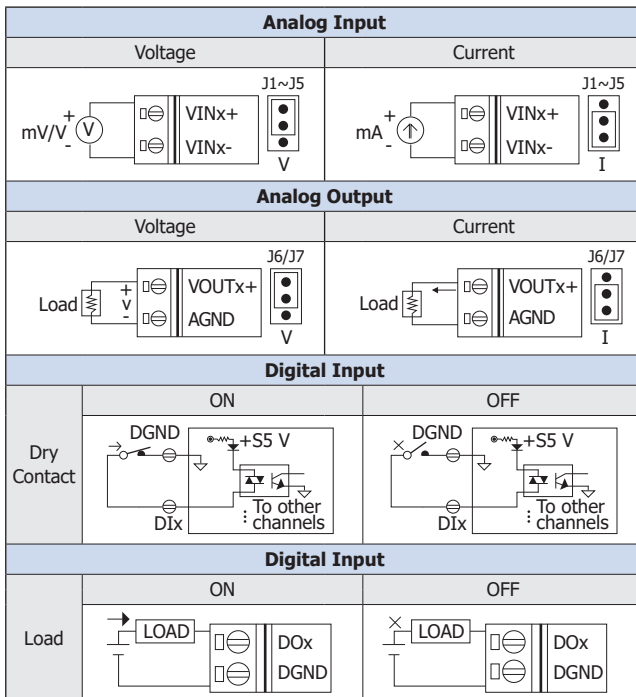 Analog Input
Voltage
Current
mV/V
+
V
-
VINx+
VINx-
J1~J5
V
mA
+
-
VINx+
VINx-
J1~J5
I
Analog Output
Voltage
Current
Load
+
v
-
VOUTx+
AGND
J6/J7
V
Load
VOUTx+
AGND
J6/J7
I
Digital Input
ON
OFF
Dry
Contact
DGND
+S5 V
DIx
To other
channels
DGND
+S5 V
DIx
To other
channels
Digital Input
ON
OFF
Load
LOAD
DOx
DGND
LOAD
DOx
DGND